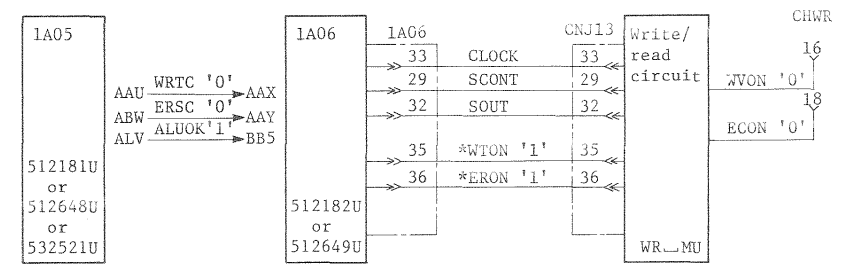 CHWR
1A05
1A06
1A06
CNJ13
Write/
read
circuit
33 CLOCK 33
29 SCONT 29
32 SOUT 32
35 *WTON '1' 35
36 *ERON '1' 36
AAU WRTC '0' AAX
ABW ERSC '0' AAY
ALV ALUOK'1' BB5
16
WVON '0'
18
ECON '0'
512181U
or
512648U
or
532521U
512182U
or
512649U
WR⎵MU